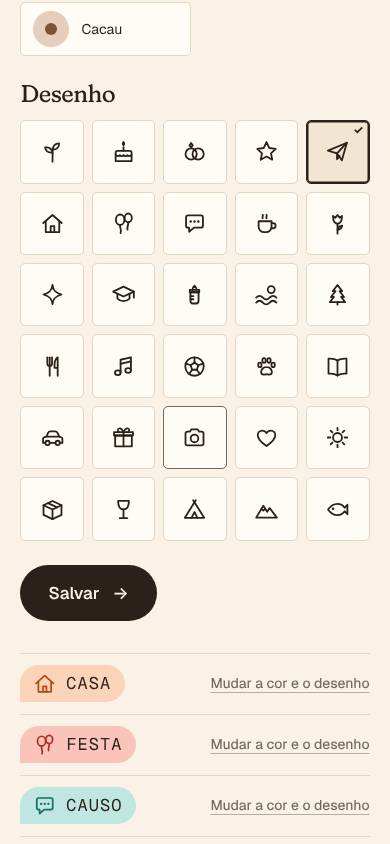 Cacau
Desenho
Salvar →
CASA Mudar a cor e o desenho
FESTA Mudar a cor e o desenho
CAUSO Mudar a cor e o desenho